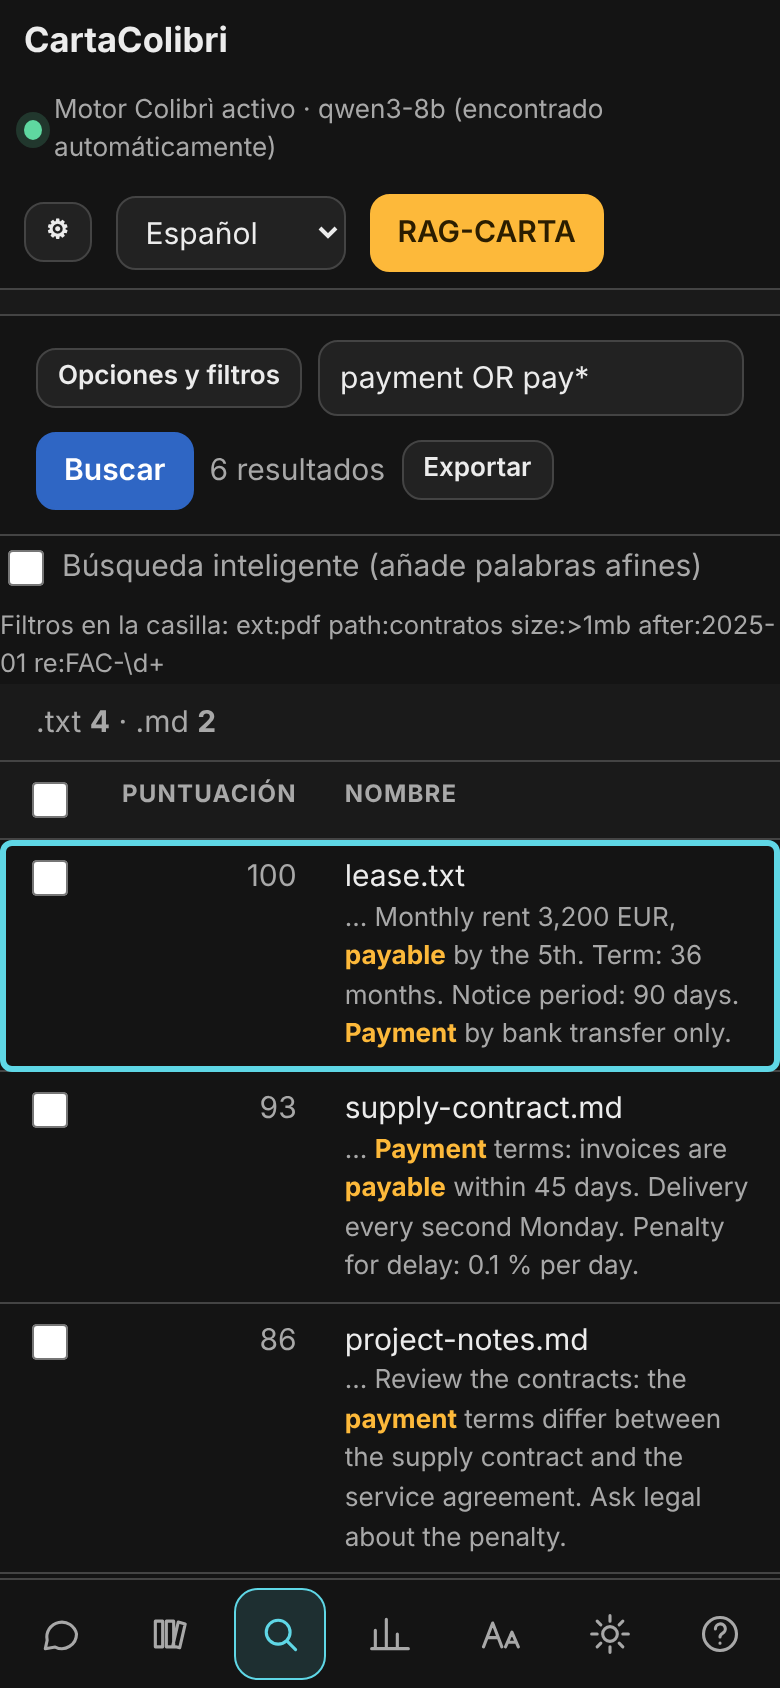 CartaColibri
Motor Colibrì activo · qwen3-8b (encontrado
automáticamente)
Español
RAG-CARTA
Opciones y filtros
payment OR pay*
Buscar
6 resultados
Exportar
Búsqueda inteligente (añade palabras afines)
Filtros en la casilla: ext:pdf path:contratos size:>1mb after:2025-
01 re:FAC-\d+
.txt 4 · .md 2
PUNTUACIÓN
NOMBRE
100
lease.txt
... Monthly rent 3,200 EUR,
payable by the 5th. Term: 36
months. Notice period: 90 days.
Payment by bank transfer only.
93
supply-contract.md
... Payment terms: invoices are
payable within 45 days. Delivery
every second Monday. Penalty
for delay: 0.1 % per day.
86
project-notes.md
... Review the contracts: the
payment terms differ between
the supply contract and the
service agreement. Ask legal
about the penalty.
AA